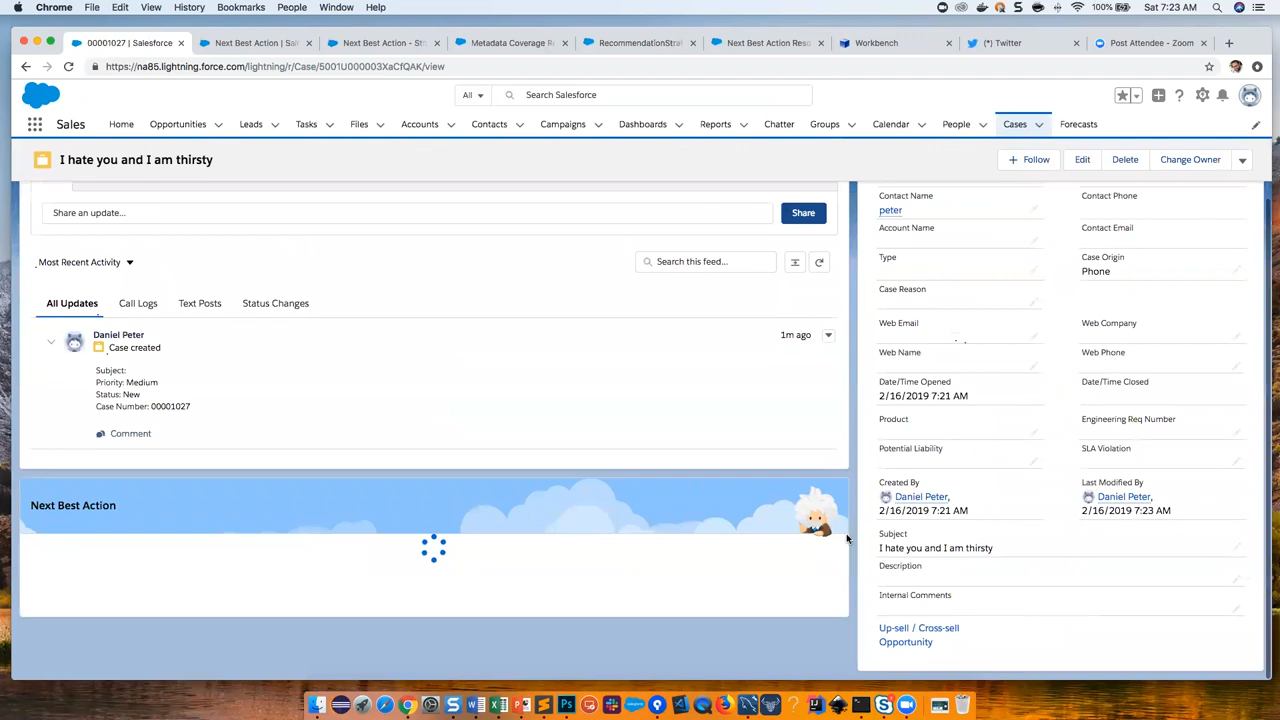 Chrome File Edit View History Bookmarks People Window Help 100% Sat 7:23 AM
00001027 | Salesforce Next Best Action | Sal Next Best Action - St Metadata Coverage R RecommendationStrat Next Best Action Reso Workbench (*) Twitter Post Attendee - Zoom
https://na85.lightning.force.com/lightning/r/Case/5001U000003XaCfQAK/view
All Search Salesforce
Sales Home Opportunities Leads Tasks Files Accounts Contacts Campaigns Dashboards Reports Chatter Groups Calendar People Cases Forecasts
I hate you and I am thirsty
+ Follow Edit Delete Change Owner
Share an update...
Share
Most Recent Activity
Search this feed...
All Updates Call Logs Text Posts Status Changes
Daniel Peter
1m ago
Case created
Subject:
Priority: Medium
Status: New
Case Number: 00001027
Comment
Next Best Action
Contact Name Contact Phone
peter
Account Name Contact Email
Type Case Origin
Phone
Case Reason
Web Email Web Company
Web Name Web Phone
Date/Time Opened Date/Time Closed
2/16/2019 7:21 AM
Product Engineering Req Number
Potential Liability SLA Violation
Created By Last Modified By
Daniel Peter, Daniel Peter,
2/16/2019 7:21 AM 2/16/2019 7:23 AM
Subject
I hate you and I am thirsty
Description
Internal Comments
Up-sell / Cross-sell
Opportunity